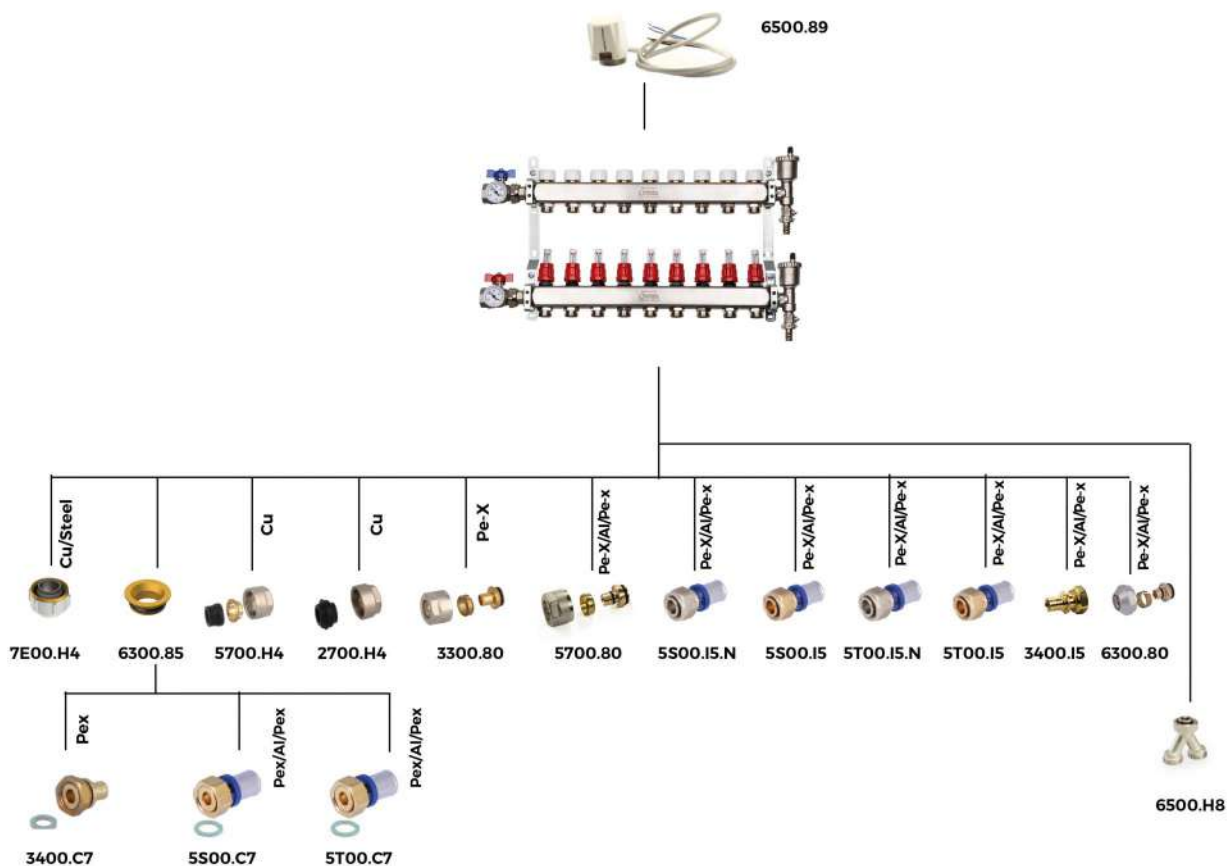 6500.89
Cu/Steel
Cu
Cu
Pe-X
Pe-X/Al/Pe-x
Pe-X/Al/Pe-x
Pe-X/Al/Pe-x
Pe-X/Al/Pe-x
Pe-X/Al/Pe-x
Pe-X/Al/Pe-x
Pe-X/Al/Pe-x
7E00.H4
6300.85
5700.H4
2700.H4
3300.80
5700.80
5S00.I5.N
5S00.I5
5T00.I5.N
5T00.I5
3400.I5
6300.80
Pex
Pex/Al/Pex
Pex/Al/Pex
6500.H8
3400.C7
5S00.C7
5T00.C7